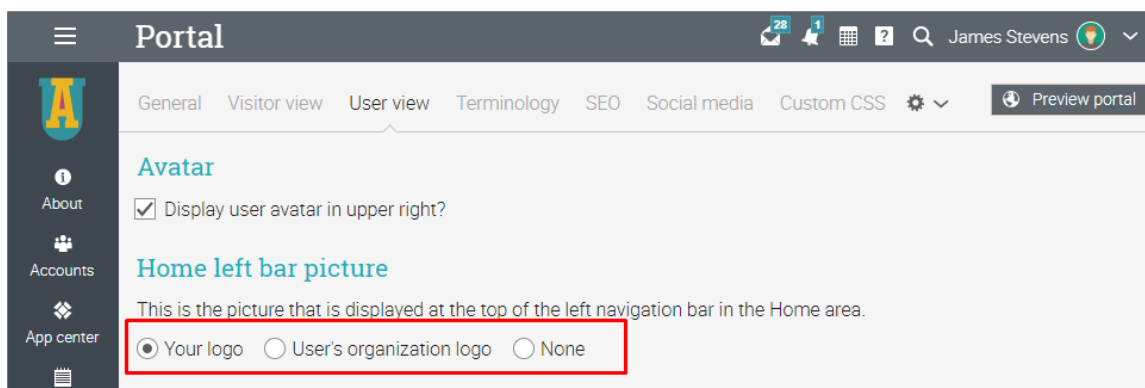 Portal
28
1
?
James Stevens
A
General Visitor view User view Terminology SEO Social media Custom CSS
Preview portal
About
Accounts
App center
Avatar
Display user avatar in upper right?
Home left bar picture
This is the picture that is displayed at the top of the left navigation bar in the Home area.
Your logo User's organization logo None